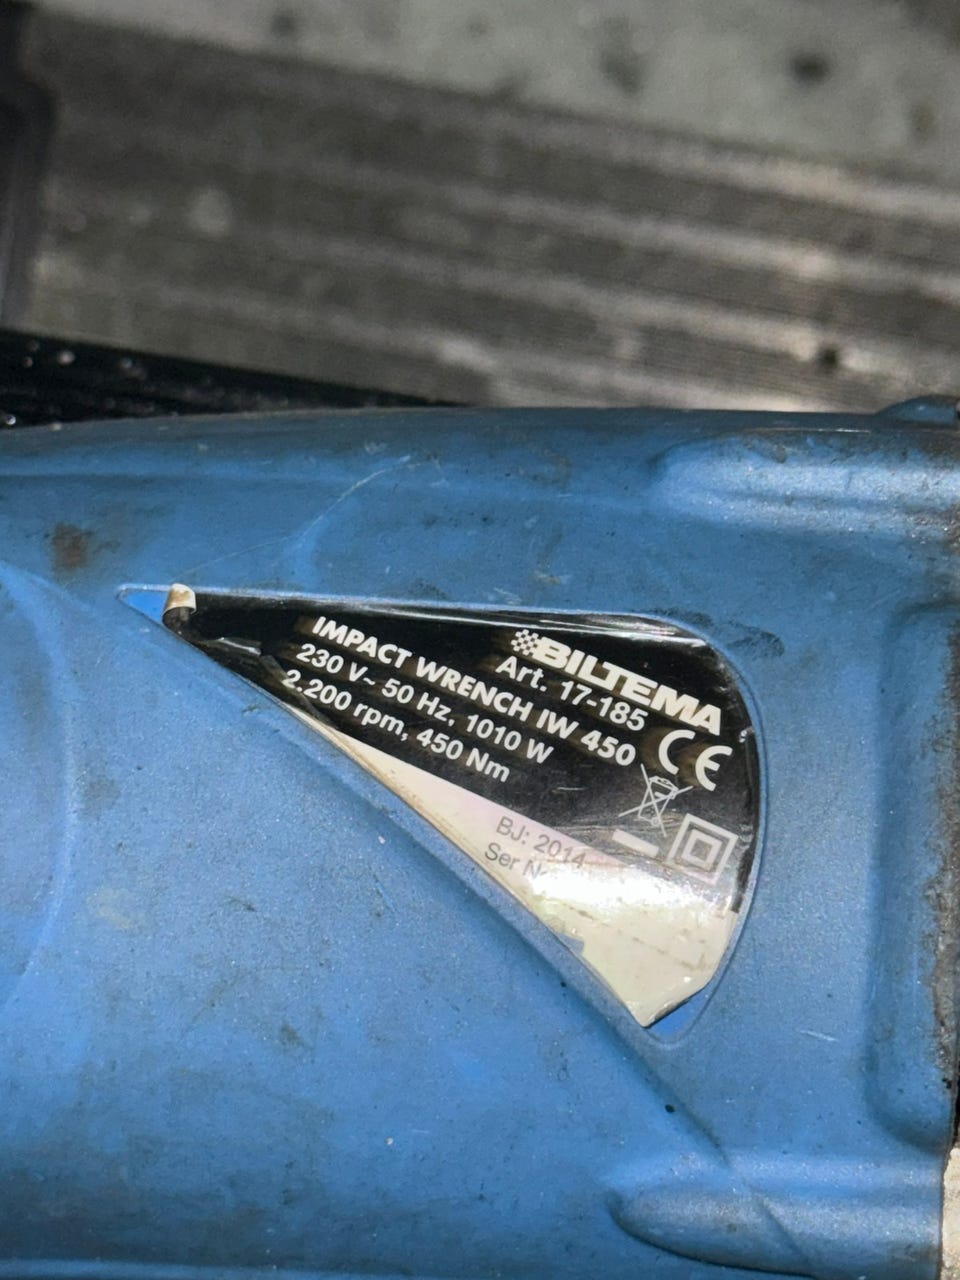 BILTEMA
Art. 17-185
IMPACT WRENCH IW 450
230 V~ 50 Hz, 1010 W
2.200 rpm, 450 Nm
CE
BJ: 2014
Ser